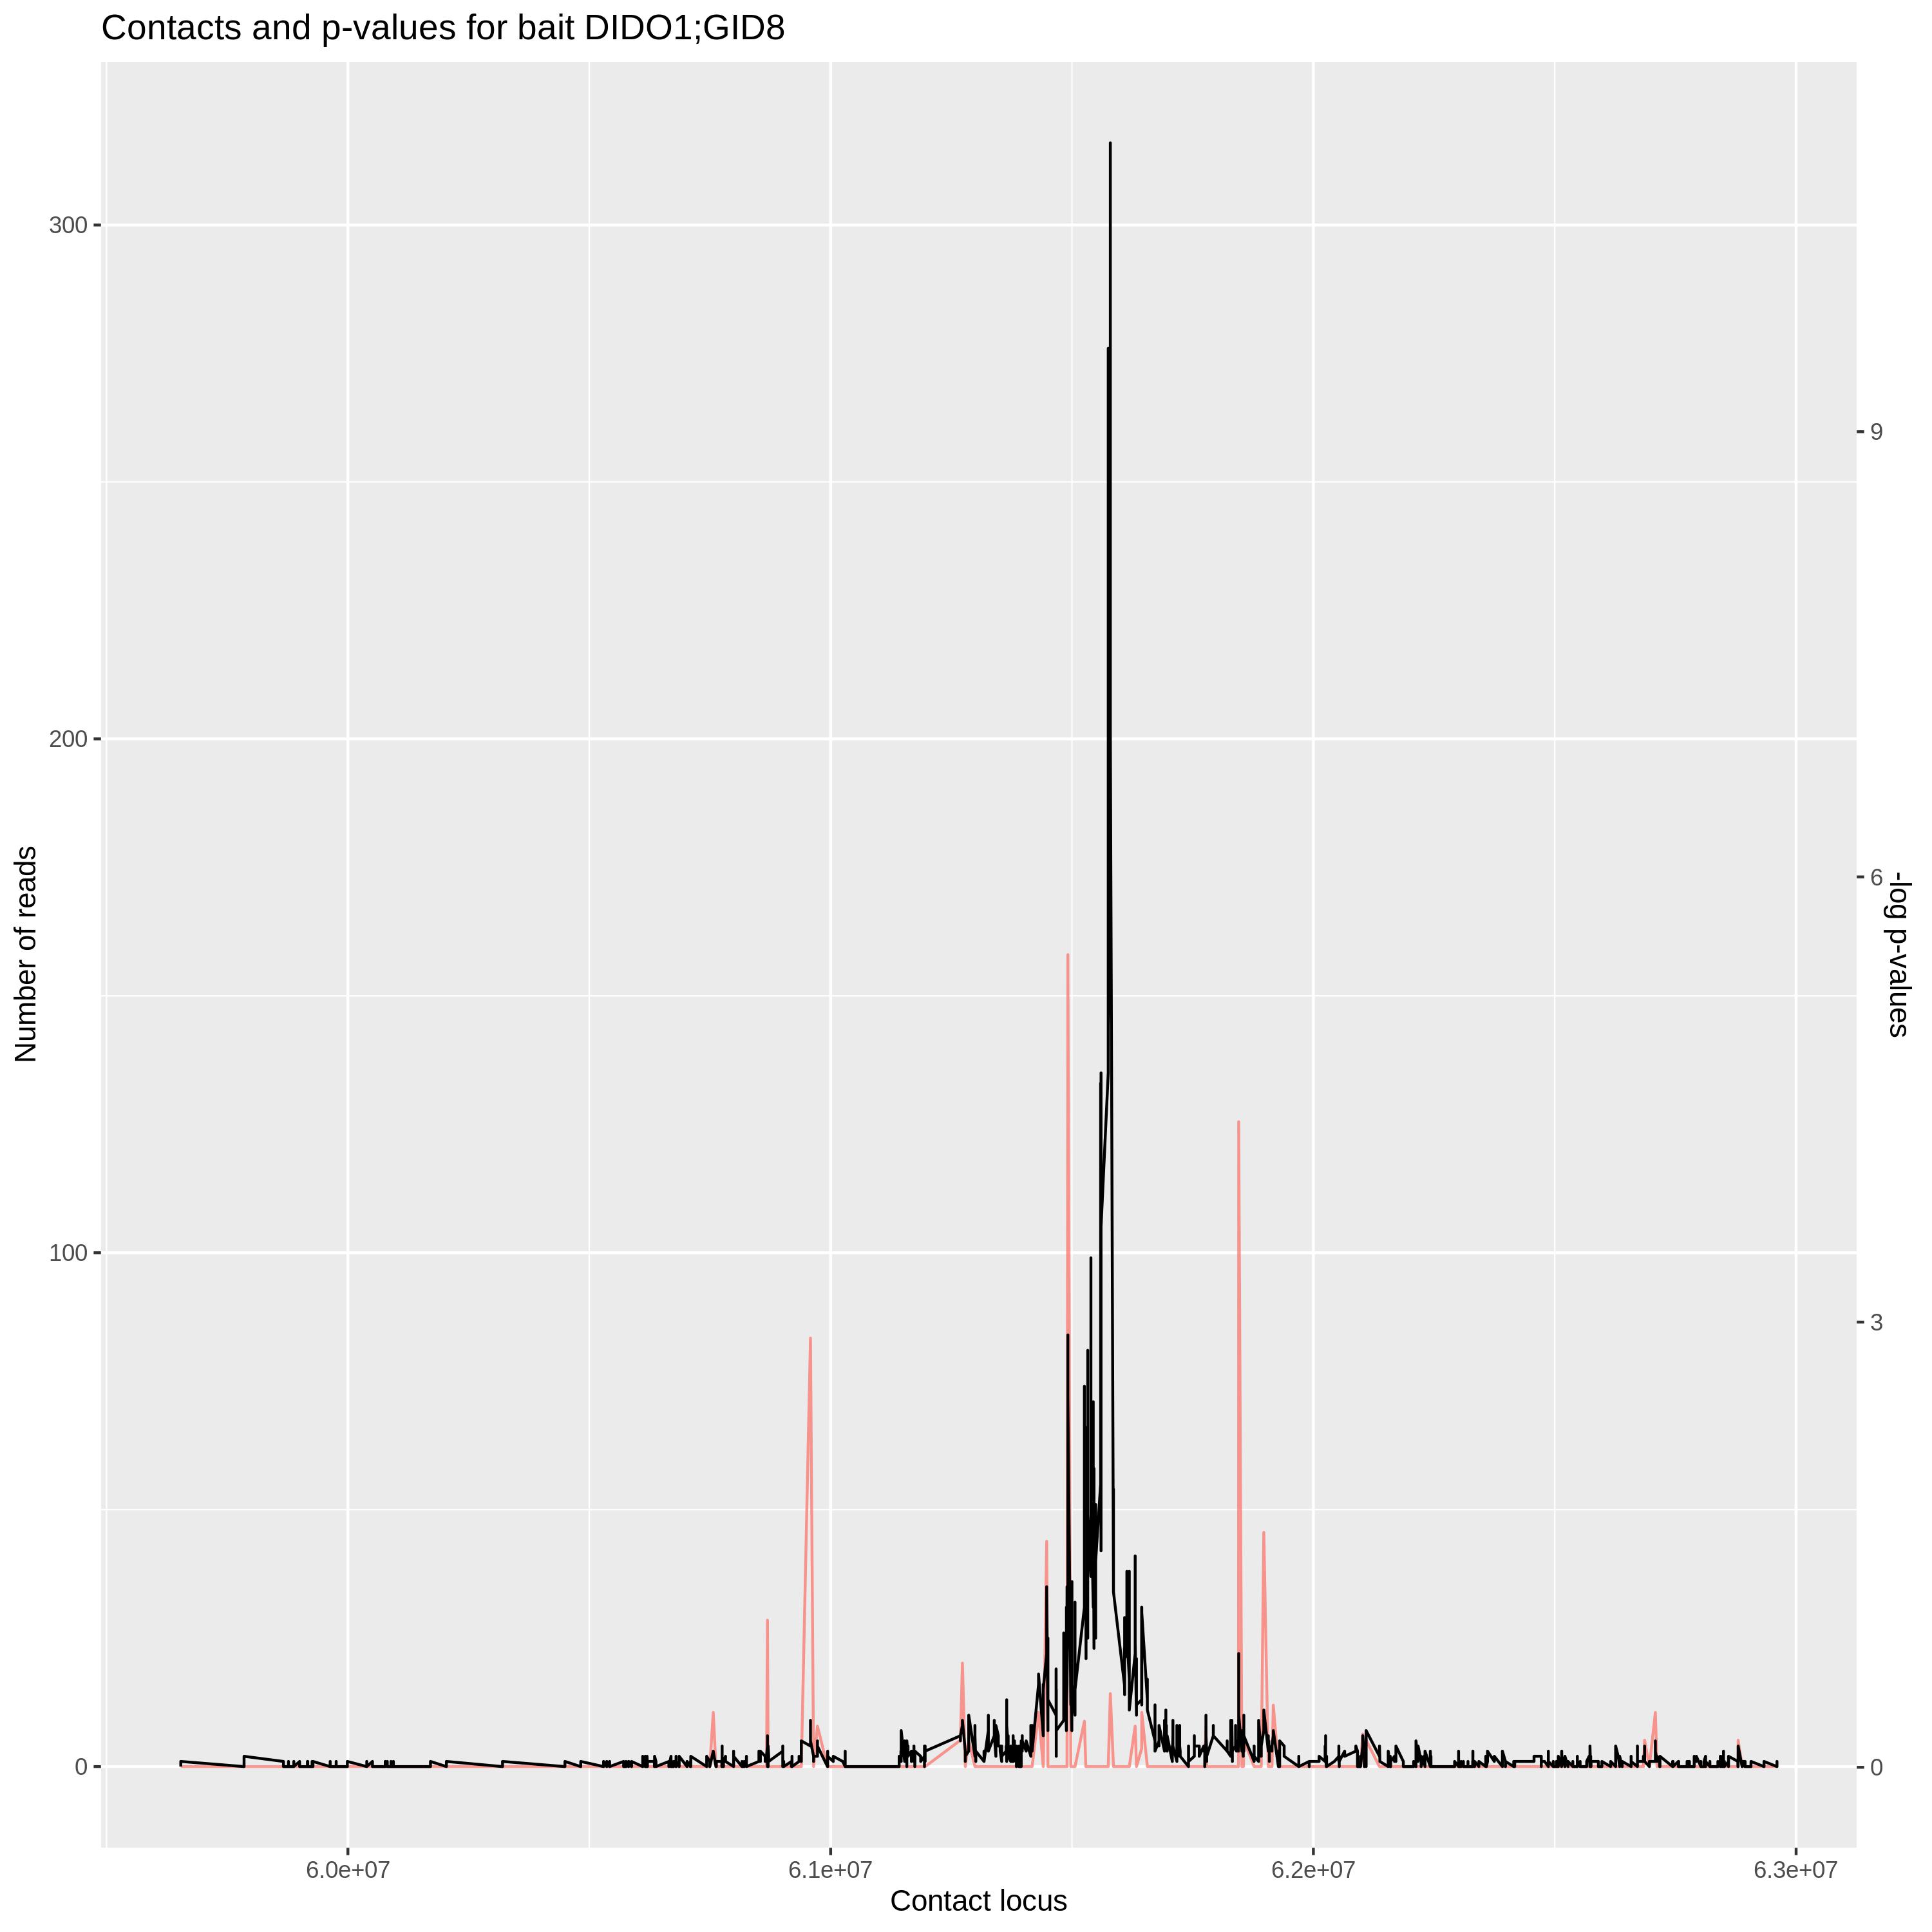 Contacts and p-values for bait DIDO1;GID8
300
200
100
0
Number of reads
9
6
3
0
-log p-values
6.0e+07 6.1e+07 6.2e+07 6.3e+07
Contact locus